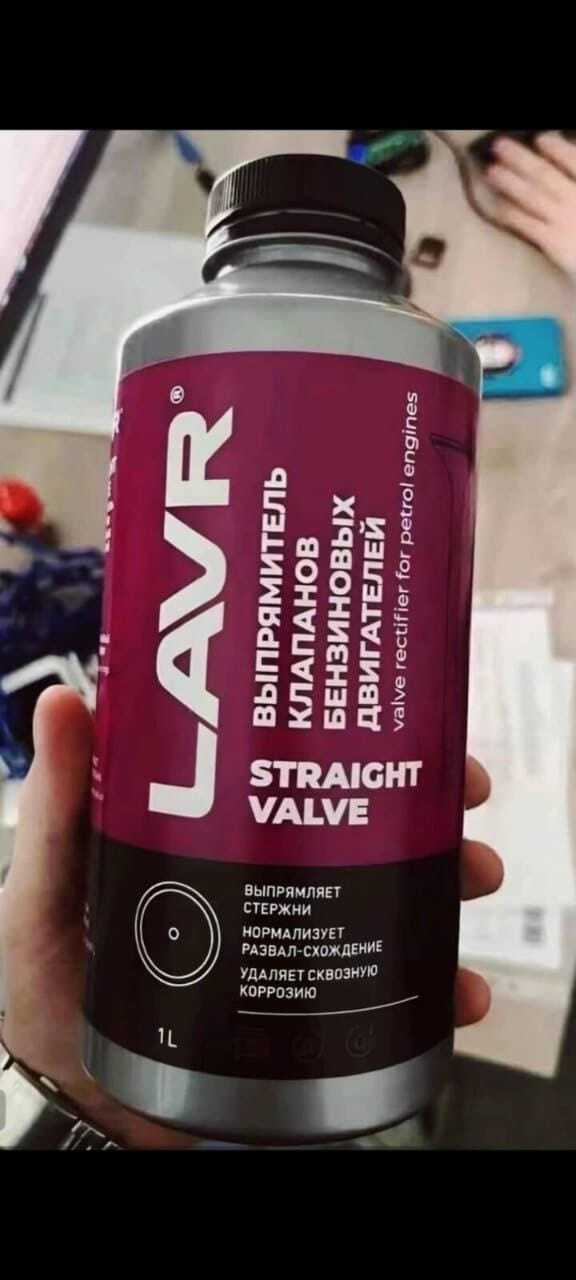 LAVR®
ВЫПРЯМИТЕЛЬ
КЛАПАНОВ
БЕНЗИНОВЫХ
ДВИГАТЕЛЕЙ
valve rectifier for petrol engines
STRAIGHT
VALVE
ВЫПРЯМЛЯЕТ
СТЕРЖНИ
НОРМАЛИЗУЕТ
РАЗВАЛ-СХОЖДЕНИЕ
УДАЛЯЕТ СКВОЗНУЮ
КОРРОЗИЮ
1L